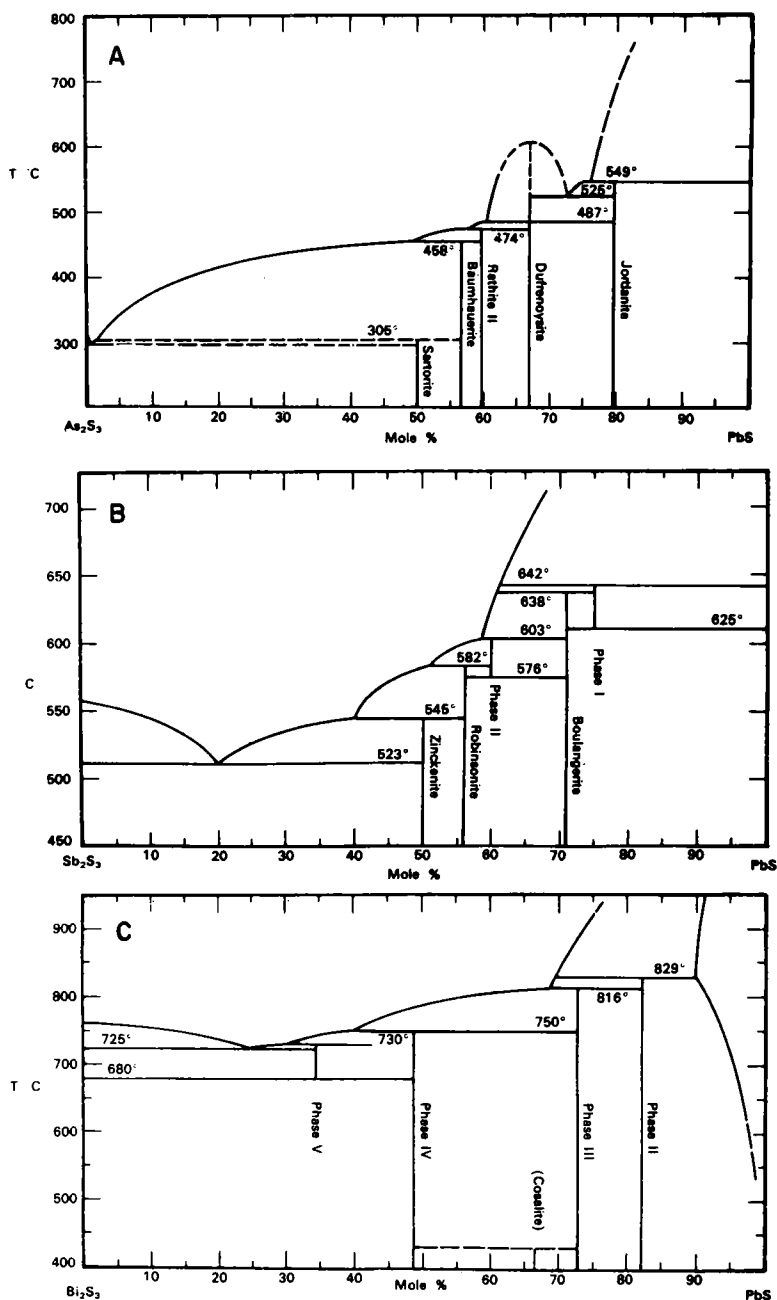 A
800
700
600
500
400
300
T °C
549°
525°
487°
474°
458°
305°
Sartorite
Baumhauerite
Rathite II
Dufrenoysite
Jordanite
As₂S₃
10 20 30 40 50 60 70 80 90
Mole %
PbS
B
700
650
600
550
500
450
C
642°
638°
625°
603°
582°
576°
545°
523°
Zinckenite
Robinsonite
Phase II
Boulangerite
Phase I
Sb₂S₃
10 20 30 40 50 60 70 80 90
Mole %
PbS
C
900
800
700
600
500
400
T C
829°
816°
750°
730°
725°
680°
Phase V
Phase IV
(Cosalite)
Phase III
Phase II
Bi₂S₃
10 20 30 40 50 60 70 80 90
Mole %
PbS